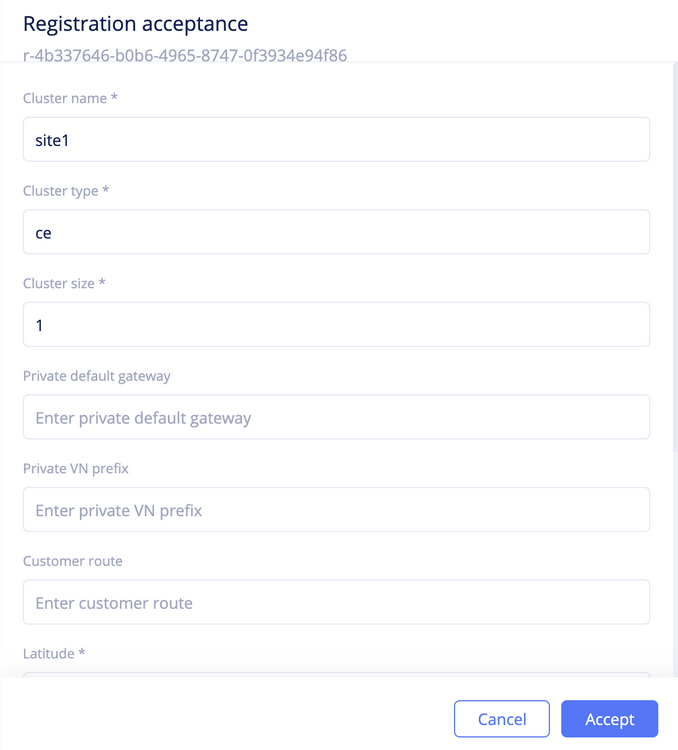 Registration acceptance
r-4b337646-b0b6-4965-8747-0f3934e94f86
Cluster name *
site1
Cluster type *
ce
Cluster size *
1
Private default gateway
Enter private default gateway
Private VN prefix
Enter private VN prefix
Customer route
Enter customer route
Latitude *
Cancel
Accept